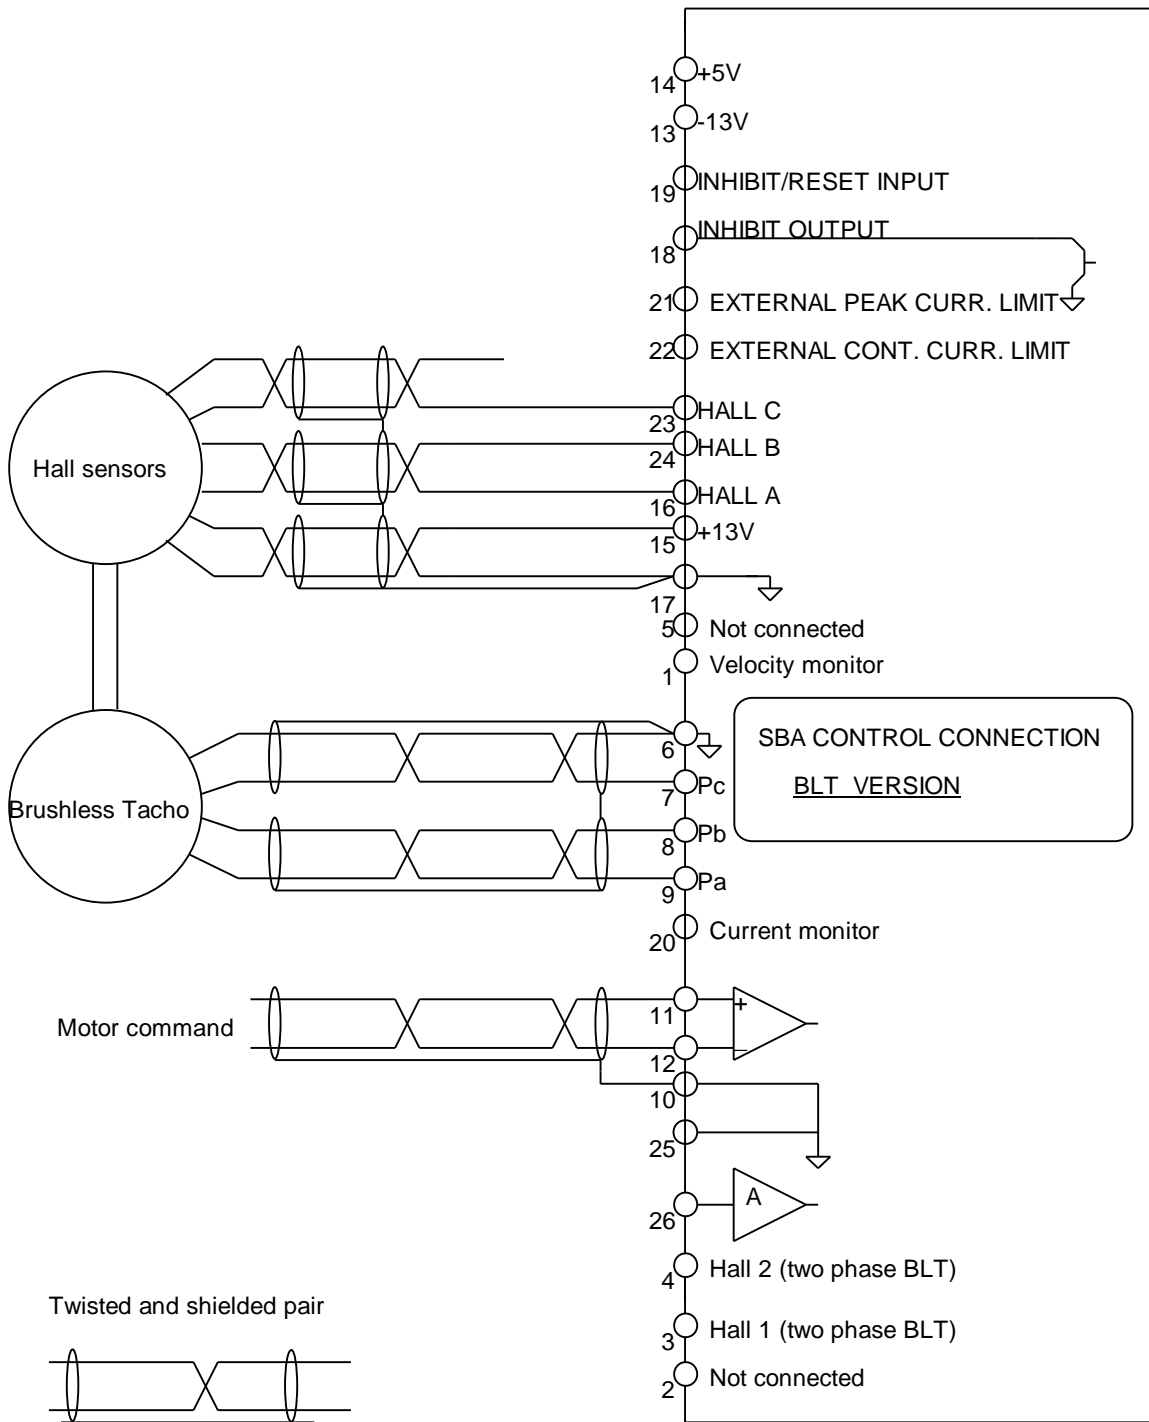 14 +5V
13 -13V
19 INHIBIT/RESET INPUT
18 INHIBIT OUTPUT
21 EXTERNAL PEAK CURR. LIMIT
22 EXTERNAL CONT. CURR. LIMIT
23 HALL C
24 HALL B
Hall sensors
16 HALL A
15 +13V
17
5 Not connected
1 Velocity monitor
6
SBA CONTROL CONNECTION
BLT VERSION
7 Pc
Brushless Tacho
8 Pb
9 Pa
20 Current monitor
11 +
Motor command
12 –
10
25
26 A
4 Hall 2 (two phase BLT)
Twisted and shielded pair
3 Hall 1 (two phase BLT)
2 Not connected